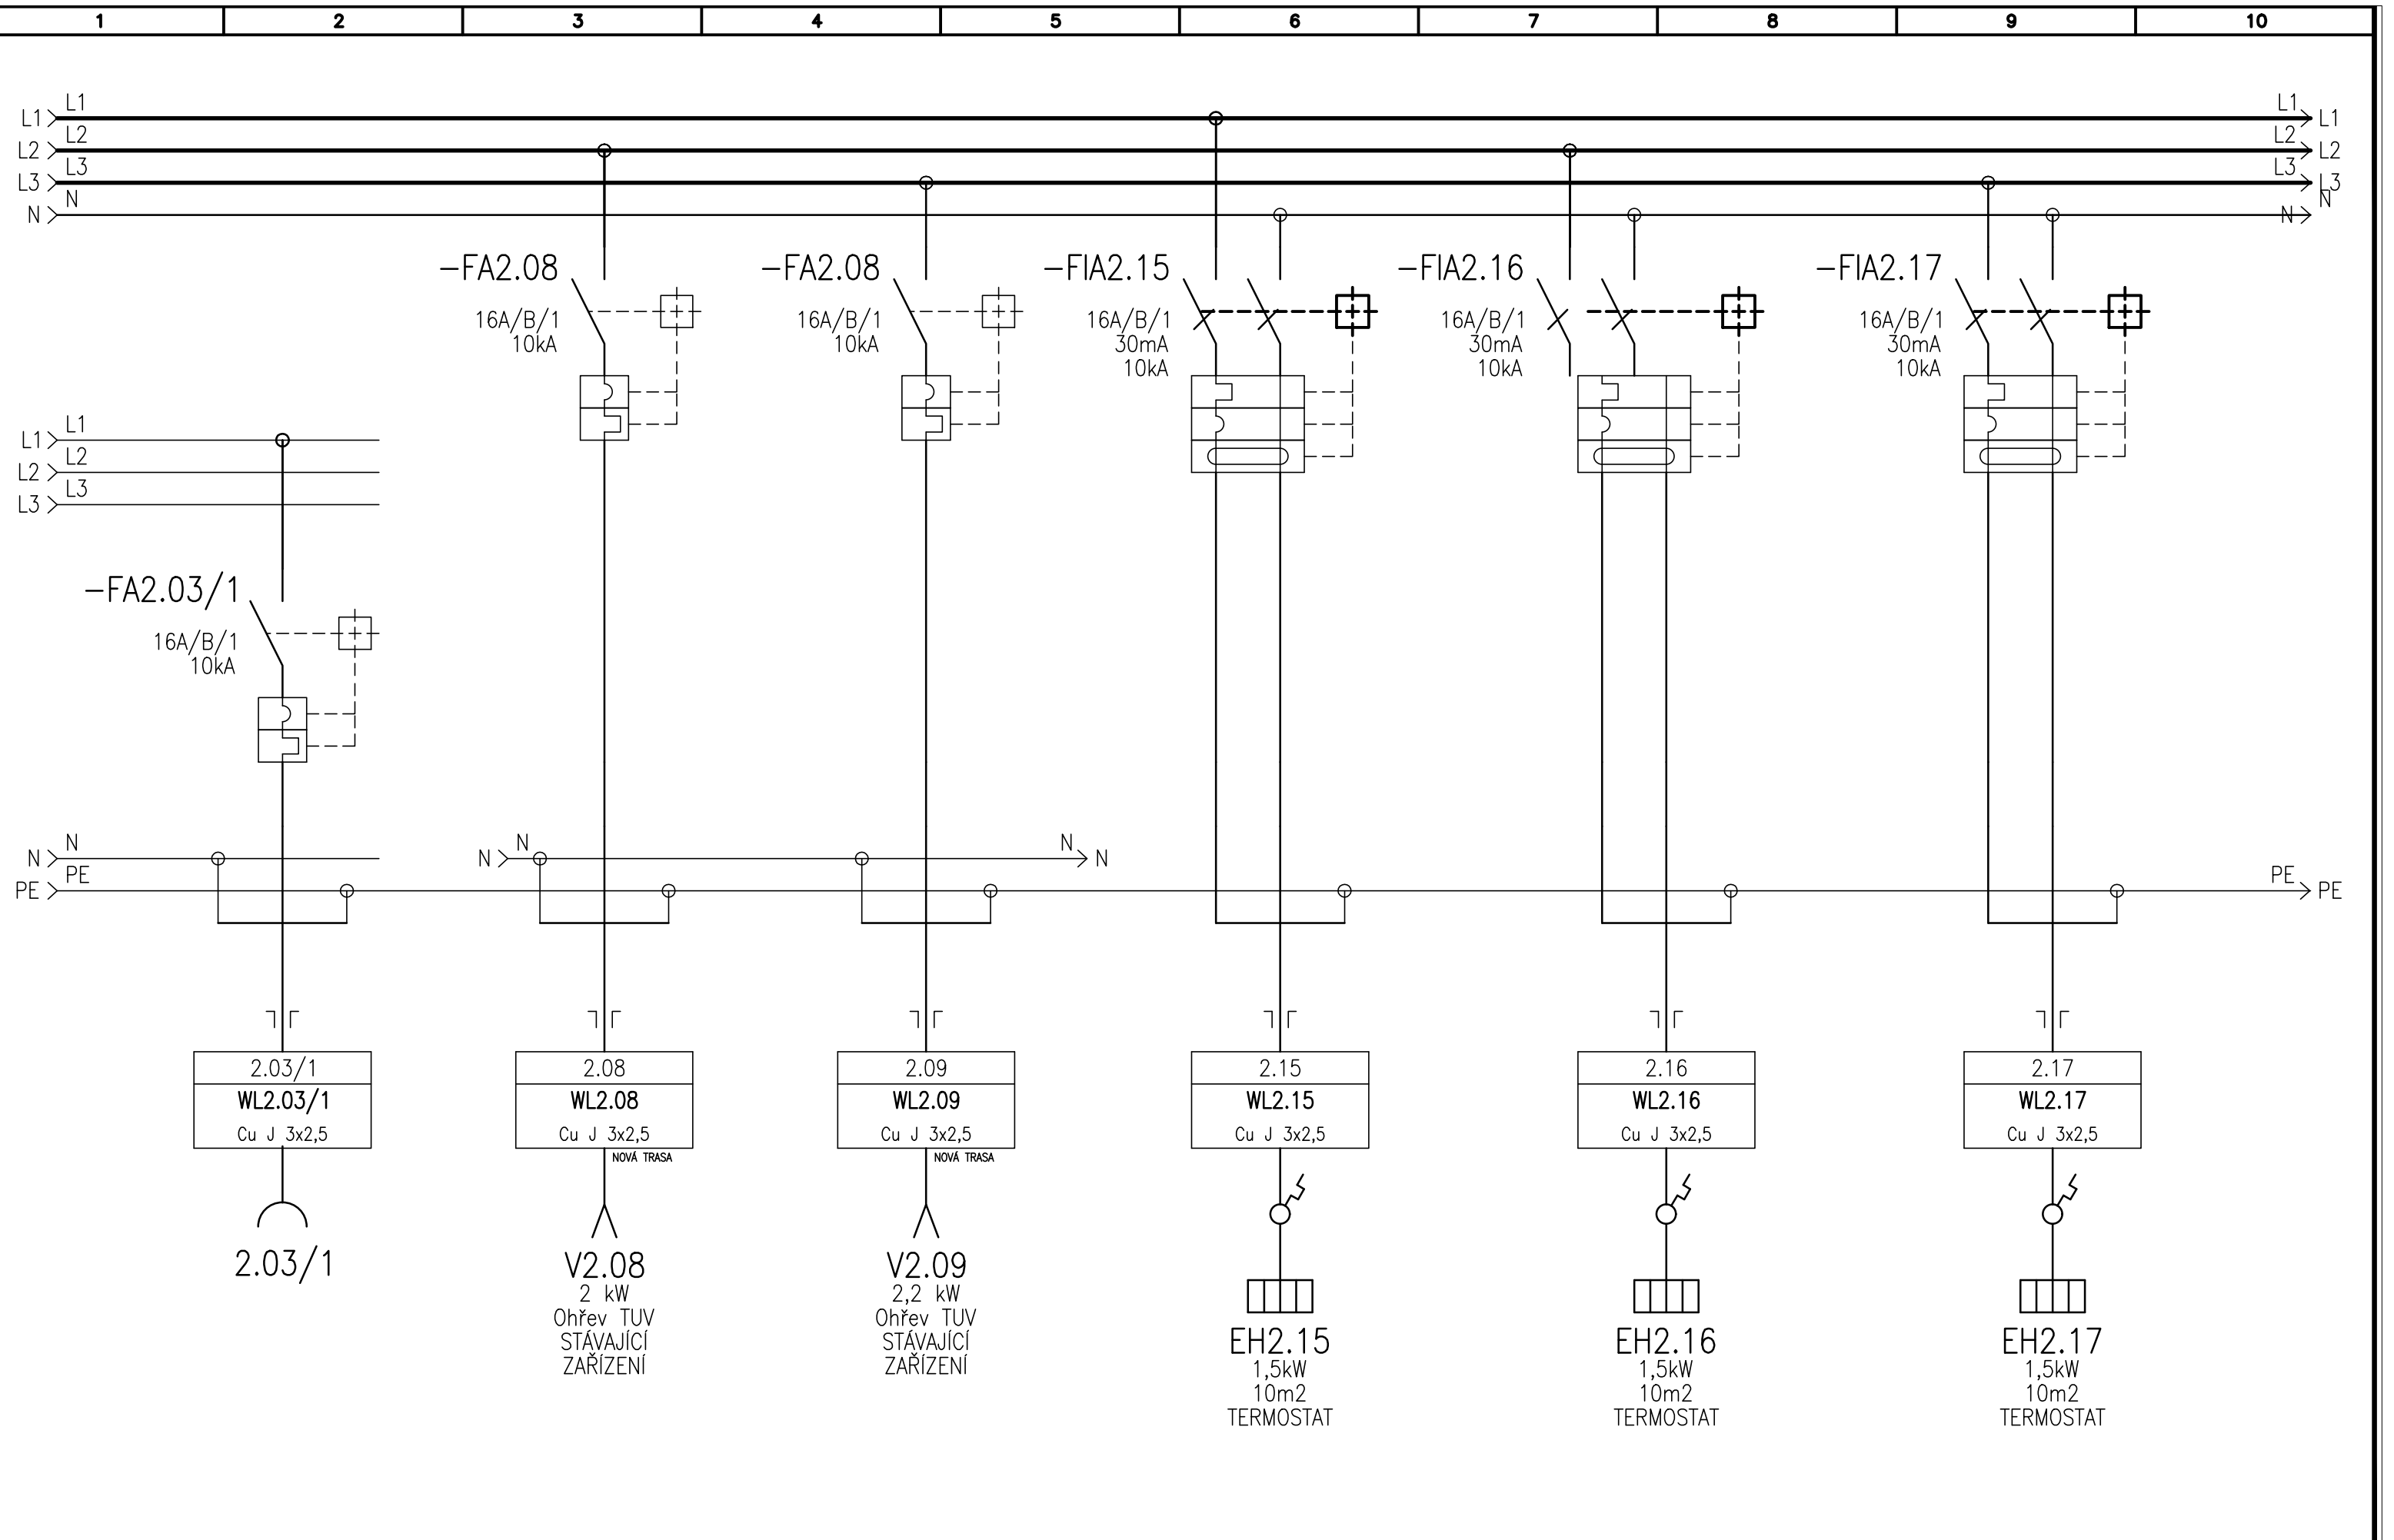 1 2 3 4 5 6 7 8 9 10
L1 L1 L1 L1
L2 L2 L2 L2
L3 L3 L3 L3
N N N N
-FA2.08
16A/B/1
10kA
-FA2.08
16A/B/1
10kA
-FIA2.15
16A/B/1
30mA
10kA
-FIA2.16
16A/B/1
30mA
10kA
-FIA2.17
16A/B/1
30mA
10kA
L1 L1
L2 L2
L3 L3
-FA2.03/1
16A/B/1
10kA
N N N N N N
PE PE PE PE
2.03/1
WL2.03/1
Cu J 3x2,5
2.03/1
2.08
WL2.08
Cu J 3x2,5
NOVÁ TRASA
V2.08
2 kW
Ohřev TUV
STÁVAJÍCÍ
ZAŘÍZENÍ
2.09
WL2.09
Cu J 3x2,5
NOVÁ TRASA
V2.09
2,2 kW
Ohřev TUV
STÁVAJÍCÍ
ZAŘÍZENÍ
2.15
WL2.15
Cu J 3x2,5
EH2.15
1,5kW
10m2
TERMOSTAT
2.16
WL2.16
Cu J 3x2,5
EH2.16
1,5kW
10m2
TERMOSTAT
2.17
WL2.17
Cu J 3x2,5
EH2.17
1,5kW
10m2
TERMOSTAT